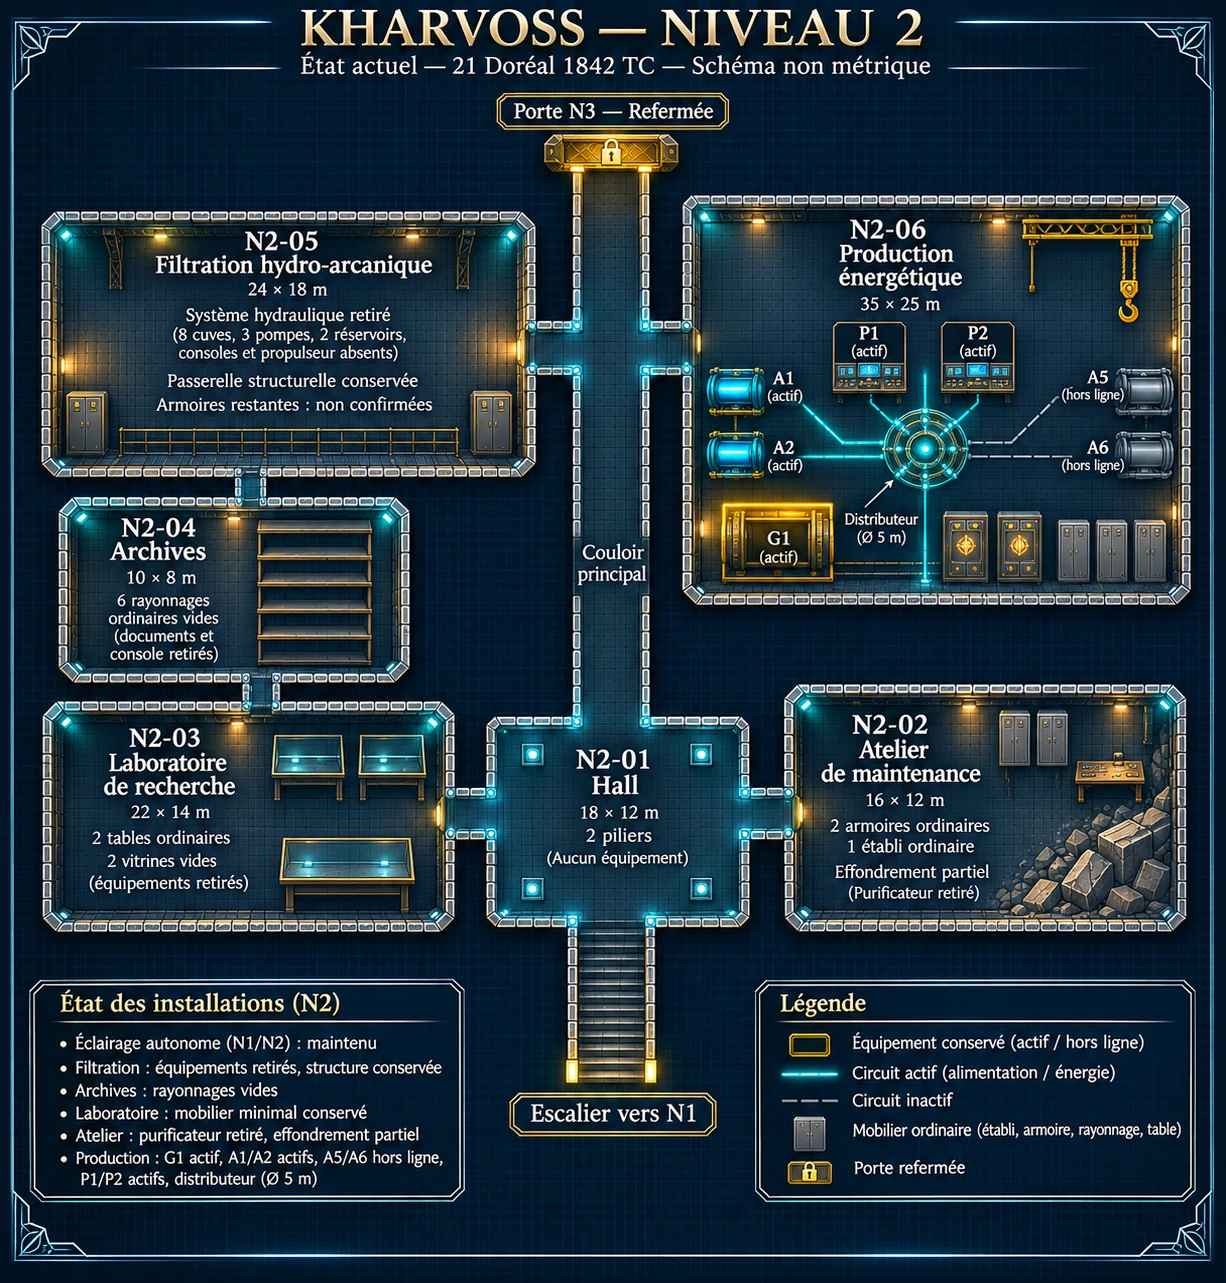 KHARVOSS — NIVEAU 2
État actuel — 21 Doréal 1842 TC — Schéma non métrique
Porte N3 — Refermée
N2-05
Filtration hydro-arcanique
24 × 18 m
Système hydraulique retiré
(8 cuves, 3 pompes, 2 réservoirs,
consoles et propulseur absents)
Passerelle structurelle conservée
Armoires restantes : non confirmées
N2-06
Production
énergétique
35 × 25 m
P1
(actif)
P2
(actif)
A1
(actif)
A2
(actif)
A5
(hors ligne)
A6
(hors ligne)
G1
(actif)
Distributeur
(Ø 5 m)
N2-04
Archives
10 × 8 m
6 rayonnages
ordinaires vides
(documents et
console retirés)
Couloir
principal
N2-03
Laboratoire
de recherche
22 × 14 m
2 tables ordinaires
2 vitrines vides
(équipements retirés)
N2-01
Hall
18 × 12 m
2 piliers
(Aucun équipement)
N2-02
Atelier
de maintenance
16 × 12 m
2 armoires ordinaires
1 établi ordinaire
Effondrement partiel
(Purificateur retiré)
Escalier vers N1
État des installations (N2)
• Éclairage autonome (N1/N2) : maintenu
• Filtration : équipements retirés, structure conservée
• Archives : rayonnages vides
• Laboratoire : mobilier minimal conservé
• Atelier : purificateur retiré, effondrement partiel
• Production : G1 actif, A1/A2 actifs, A5/A6 hors ligne,
P1/P2 actifs, distributeur (Ø 5 m)
Légende
Équipement conservé (actif / hors ligne)
Circuit actif (alimentation / énergie)
Circuit inactif
Mobilier ordinaire (établi, armoire, rayonnage, table)
Porte refermée